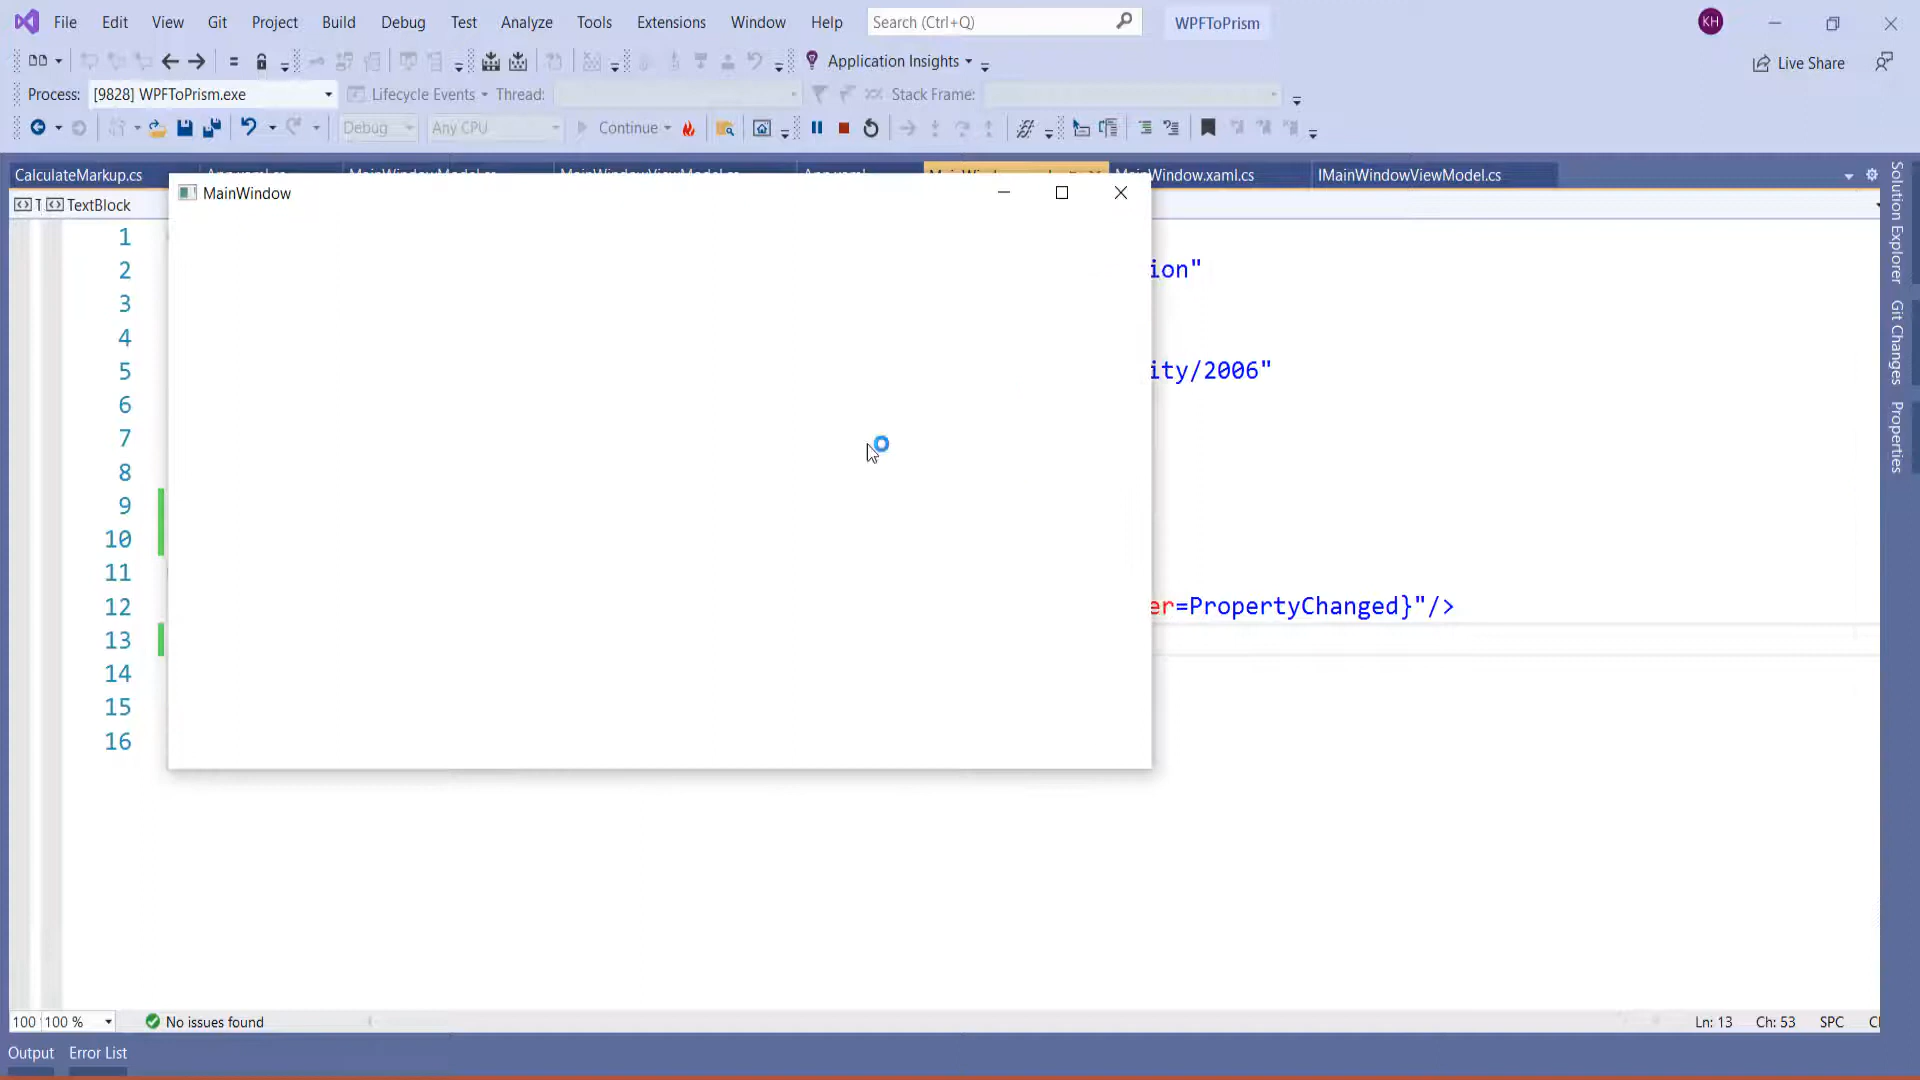 File Edit View Git Project Build Debug Test Analyze Tools Extensions Window Help Search (Ctrl+Q) WPFToPrism KH
Application Insights Live Share
Process: [9828] WPFToPrism.exe Lifecycle Events Thread: Stack Frame:
Debug Any CPU Continue
CalculateMarkup.cs MainWindow.xaml.cs IMainWindowViewModel.cs
TextBlock
MainWindow
1
2 ion"
3
4
5 ity/2006"
6
7
8
9
10
11
12 er=PropertyChanged}"/>
13
14
15
16
Solution Explorer
Git Changes
Properties
100 100 % No issues found Ln: 13 Ch: 53 SPC
Output Error List